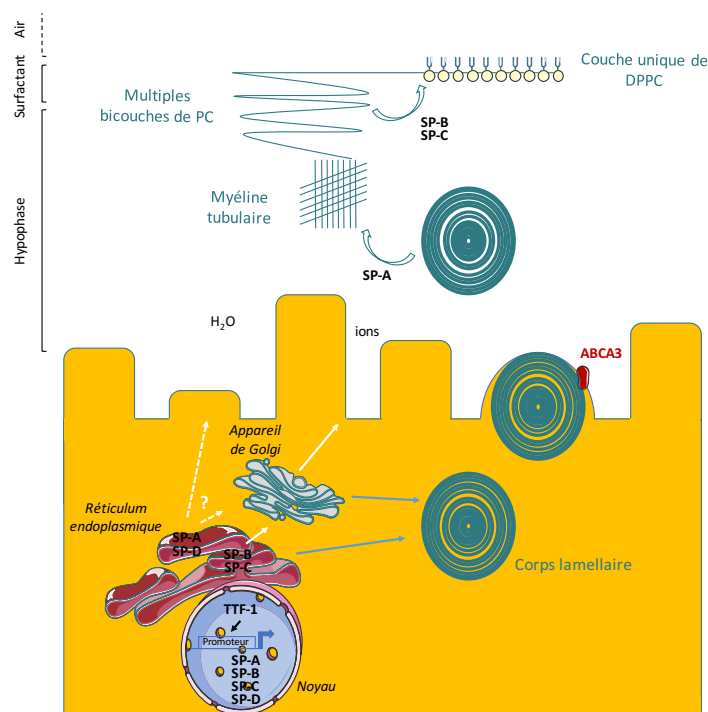 Air
Surfactant
Hypophase
Couche unique de
DPPC
Multiples
bicouches de PC
SP-B
SP-C
Myéline
tubulaire
SP-A
H2O
ions
ABCA3
Appareil
de Golgi
?
Réticulum
endoplasmique
SP-A
SP-D
SP-B
SP-C
Corps lamellaire
TTF-1
Promoteur
SP-A
SP-B
SP-C
SP-D
Noyau